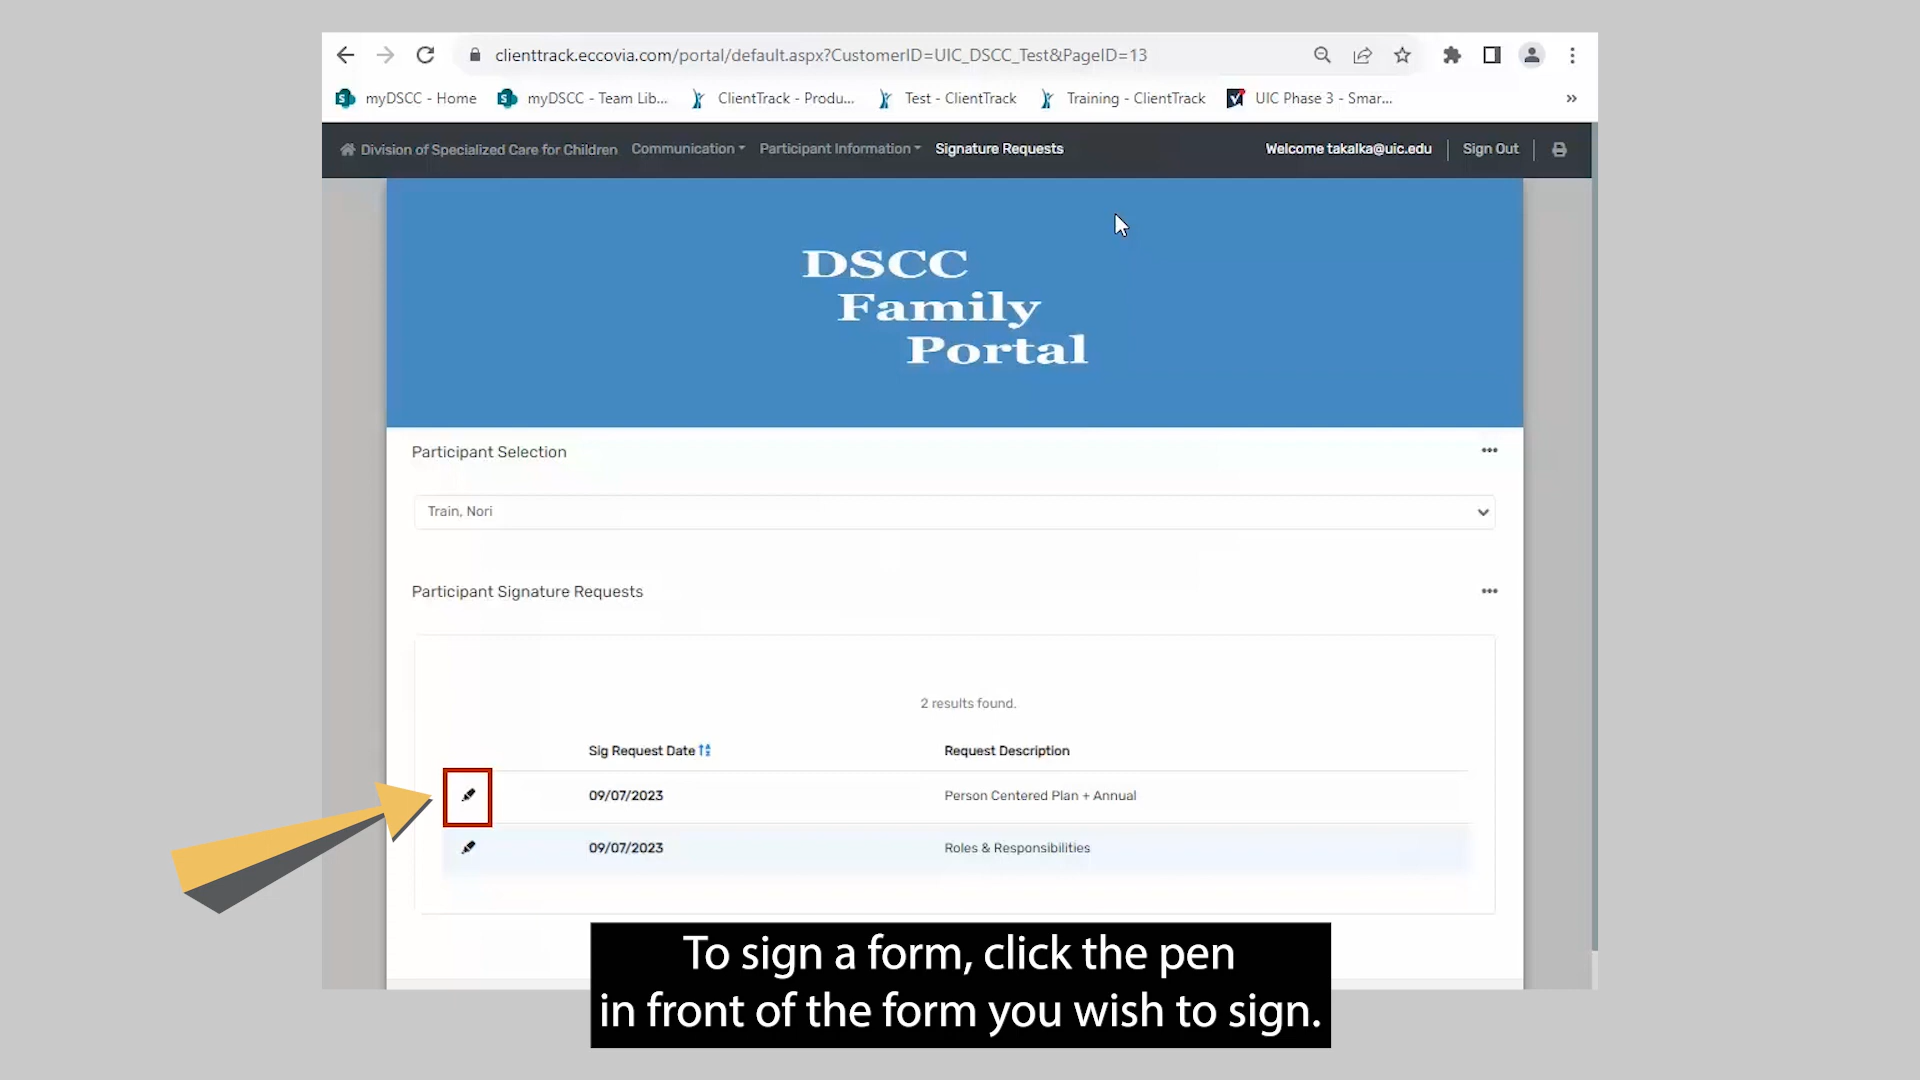 clienttrack.eccovia.com/portal/default.aspx?CustomerID=UIC_DSCC_Test&PageID=13
myDSCC - Home myDSCC - Team Lib... ClientTrack - Produ... Test - ClientTrack Training - ClientTrack UIC Phase 3 - Smar... »
Division of Specialized Care for Children Communication Participant Information Signature Requests Welcome takalka@uic.edu Sign Out
DSCC
Family
Portal
Participant Selection
Train, Nori
Participant Signature Requests
2 results found.
Sig Request Date Request Description
09/07/2023 Person Centered Plan + Annual
09/07/2023 Roles & Responsibilities
To sign a form, click the pen
in front of the form you wish to sign.